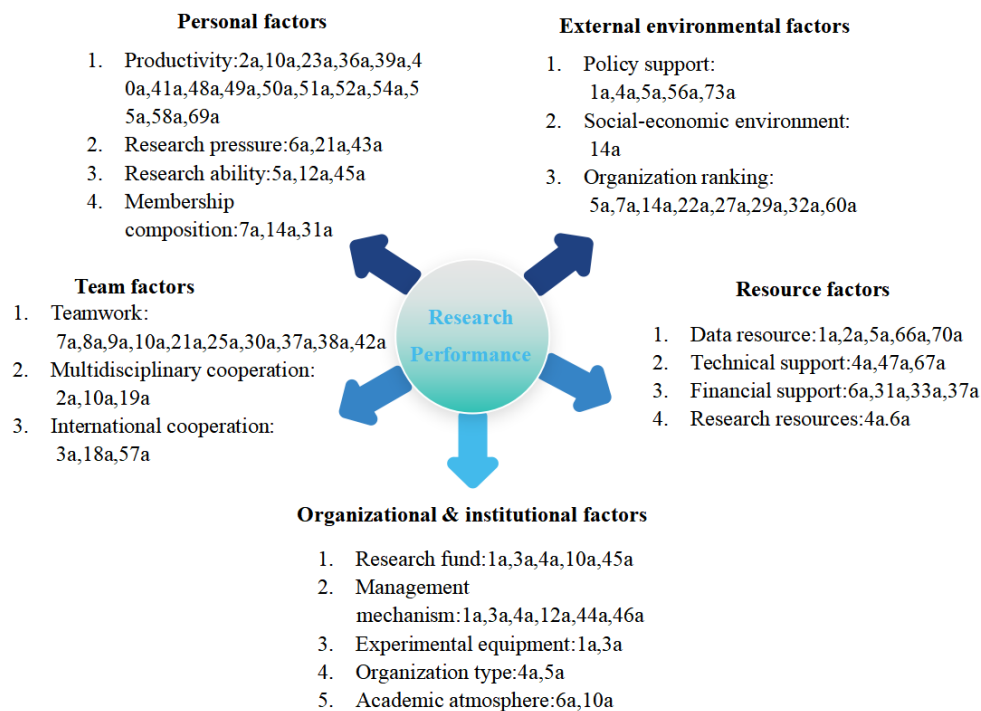 Personal factors
1. Productivity:2a,10a,23a,36a,39a,4
0a,41a,48a,49a,50a,51a,52a,54a,5
5a,58a,69a
2. Research pressure:6a,21a,43a
3. Research ability:5a,12a,45a
4. Membership
composition:7a,14a,31a
External environmental factors
1. Policy support:
1a,4a,5a,56a,73a
2. Social-economic environment:
14a
3. Organization ranking:
5a,7a,14a,22a,27a,29a,32a,60a
Team factors
1. Teamwork:
7a,8a,9a,10a,21a,25a,30a,37a,38a,42a
2. Multidisciplinary cooperation:
2a,10a,19a
3. International cooperation:
3a,18a,57a
Research
Performance
Resource factors
1. Data resource:1a,2a,5a,66a,70a
2. Technical support:4a,47a,67a
3. Financial support:6a,31a,33a,37a
4. Research resources:4a.6a
Organizational & institutional factors
1. Research fund:1a,3a,4a,10a,45a
2. Management
mechanism:1a,3a,4a,12a,44a,46a
3. Experimental equipment:1a,3a
4. Organization type:4a,5a
5. Academic atmosphere:6a,10a